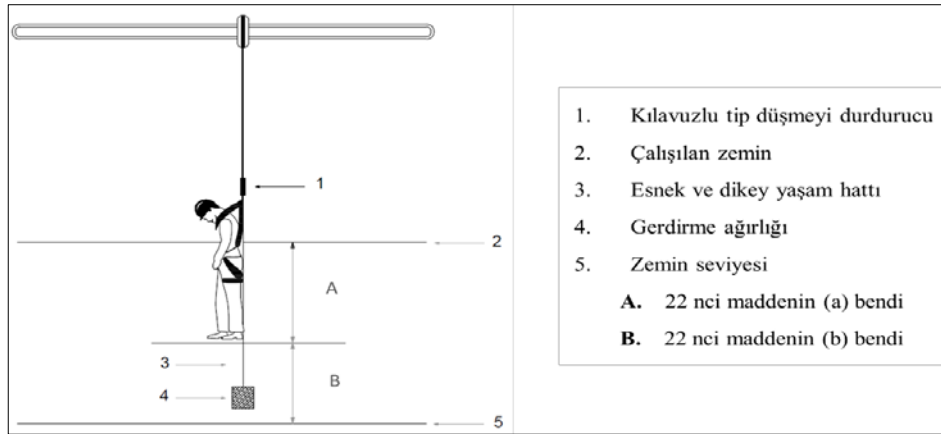 1
2
A
3
B
4
5
1. Kılavuzlu tip düşmeyi durdurucu
2. Çalışılan zemin
3. Esnek ve dikey yaşam hattı
4. Gerdirme ağırlığı
5. Zemin seviyesi
A. 22 nci maddenin (a) bendi
B. 22 nci maddenin (b) bendi